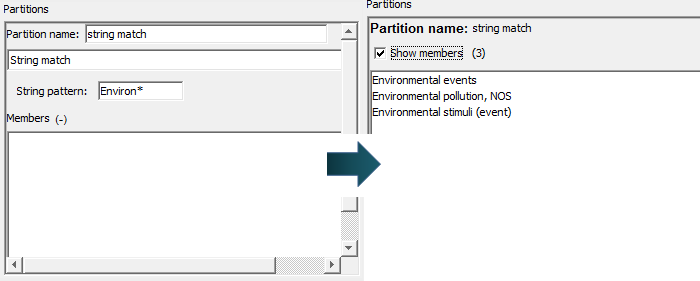 Partitions
Partition name: string match
String match
String pattern: Environ*
Members (-)
Partitions
Partition name: string match
Show members (3)
Environmental events
Environmental pollution, NOS
Environmental stimuli (event)